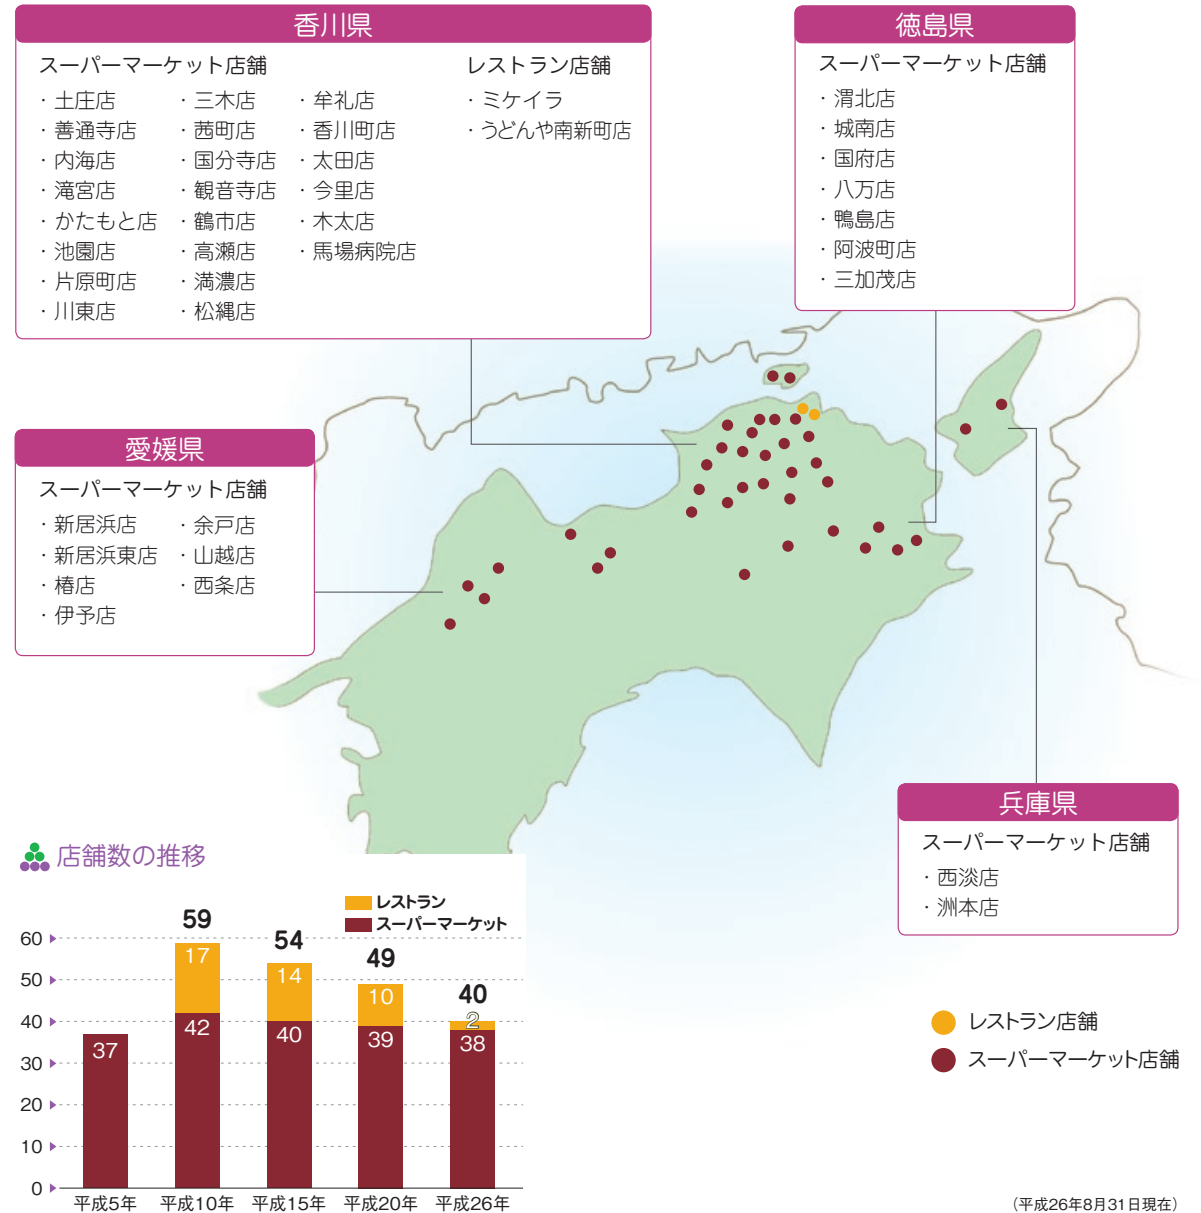 香川県
スーパーマーケット店舗
・土庄店 ・三木店 ・牟礼店
・善通寺店 ・茜町店 ・香川町店
・内海店 ・国分寺店 ・太田店
・滝宮店 ・観音寺店 ・今里店
・かたもと店 ・鶴市店 ・木太店
・池園店 ・高瀬店 ・馬場病院店
・片原町店 ・満濃店
・川東店 ・松縄店
レストラン店舗
・ミケイラ
・うどんや南新町店
徳島県
スーパーマーケット店舗
・渭北店
・城南店
・国府店
・八万店
・鴨島店
・阿波町店
・三加茂店
愛媛県
スーパーマーケット店舗
・新居浜店 ・余戸店
・新居浜東店 ・山越店
・椿店 ・西条店
・伊予店
兵庫県
スーパーマーケット店舗
・西淡店
・洲本店
店舗数の推移
レストラン
スーパーマーケット
59
54
49
40
60
50
40
30
20
10
0
37
17
42
14
40
10
39
2
38
平成5年 平成10年 平成15年 平成20年 平成26年
レストラン店舗
スーパーマーケット店舗
（平成26年8月31日現在）